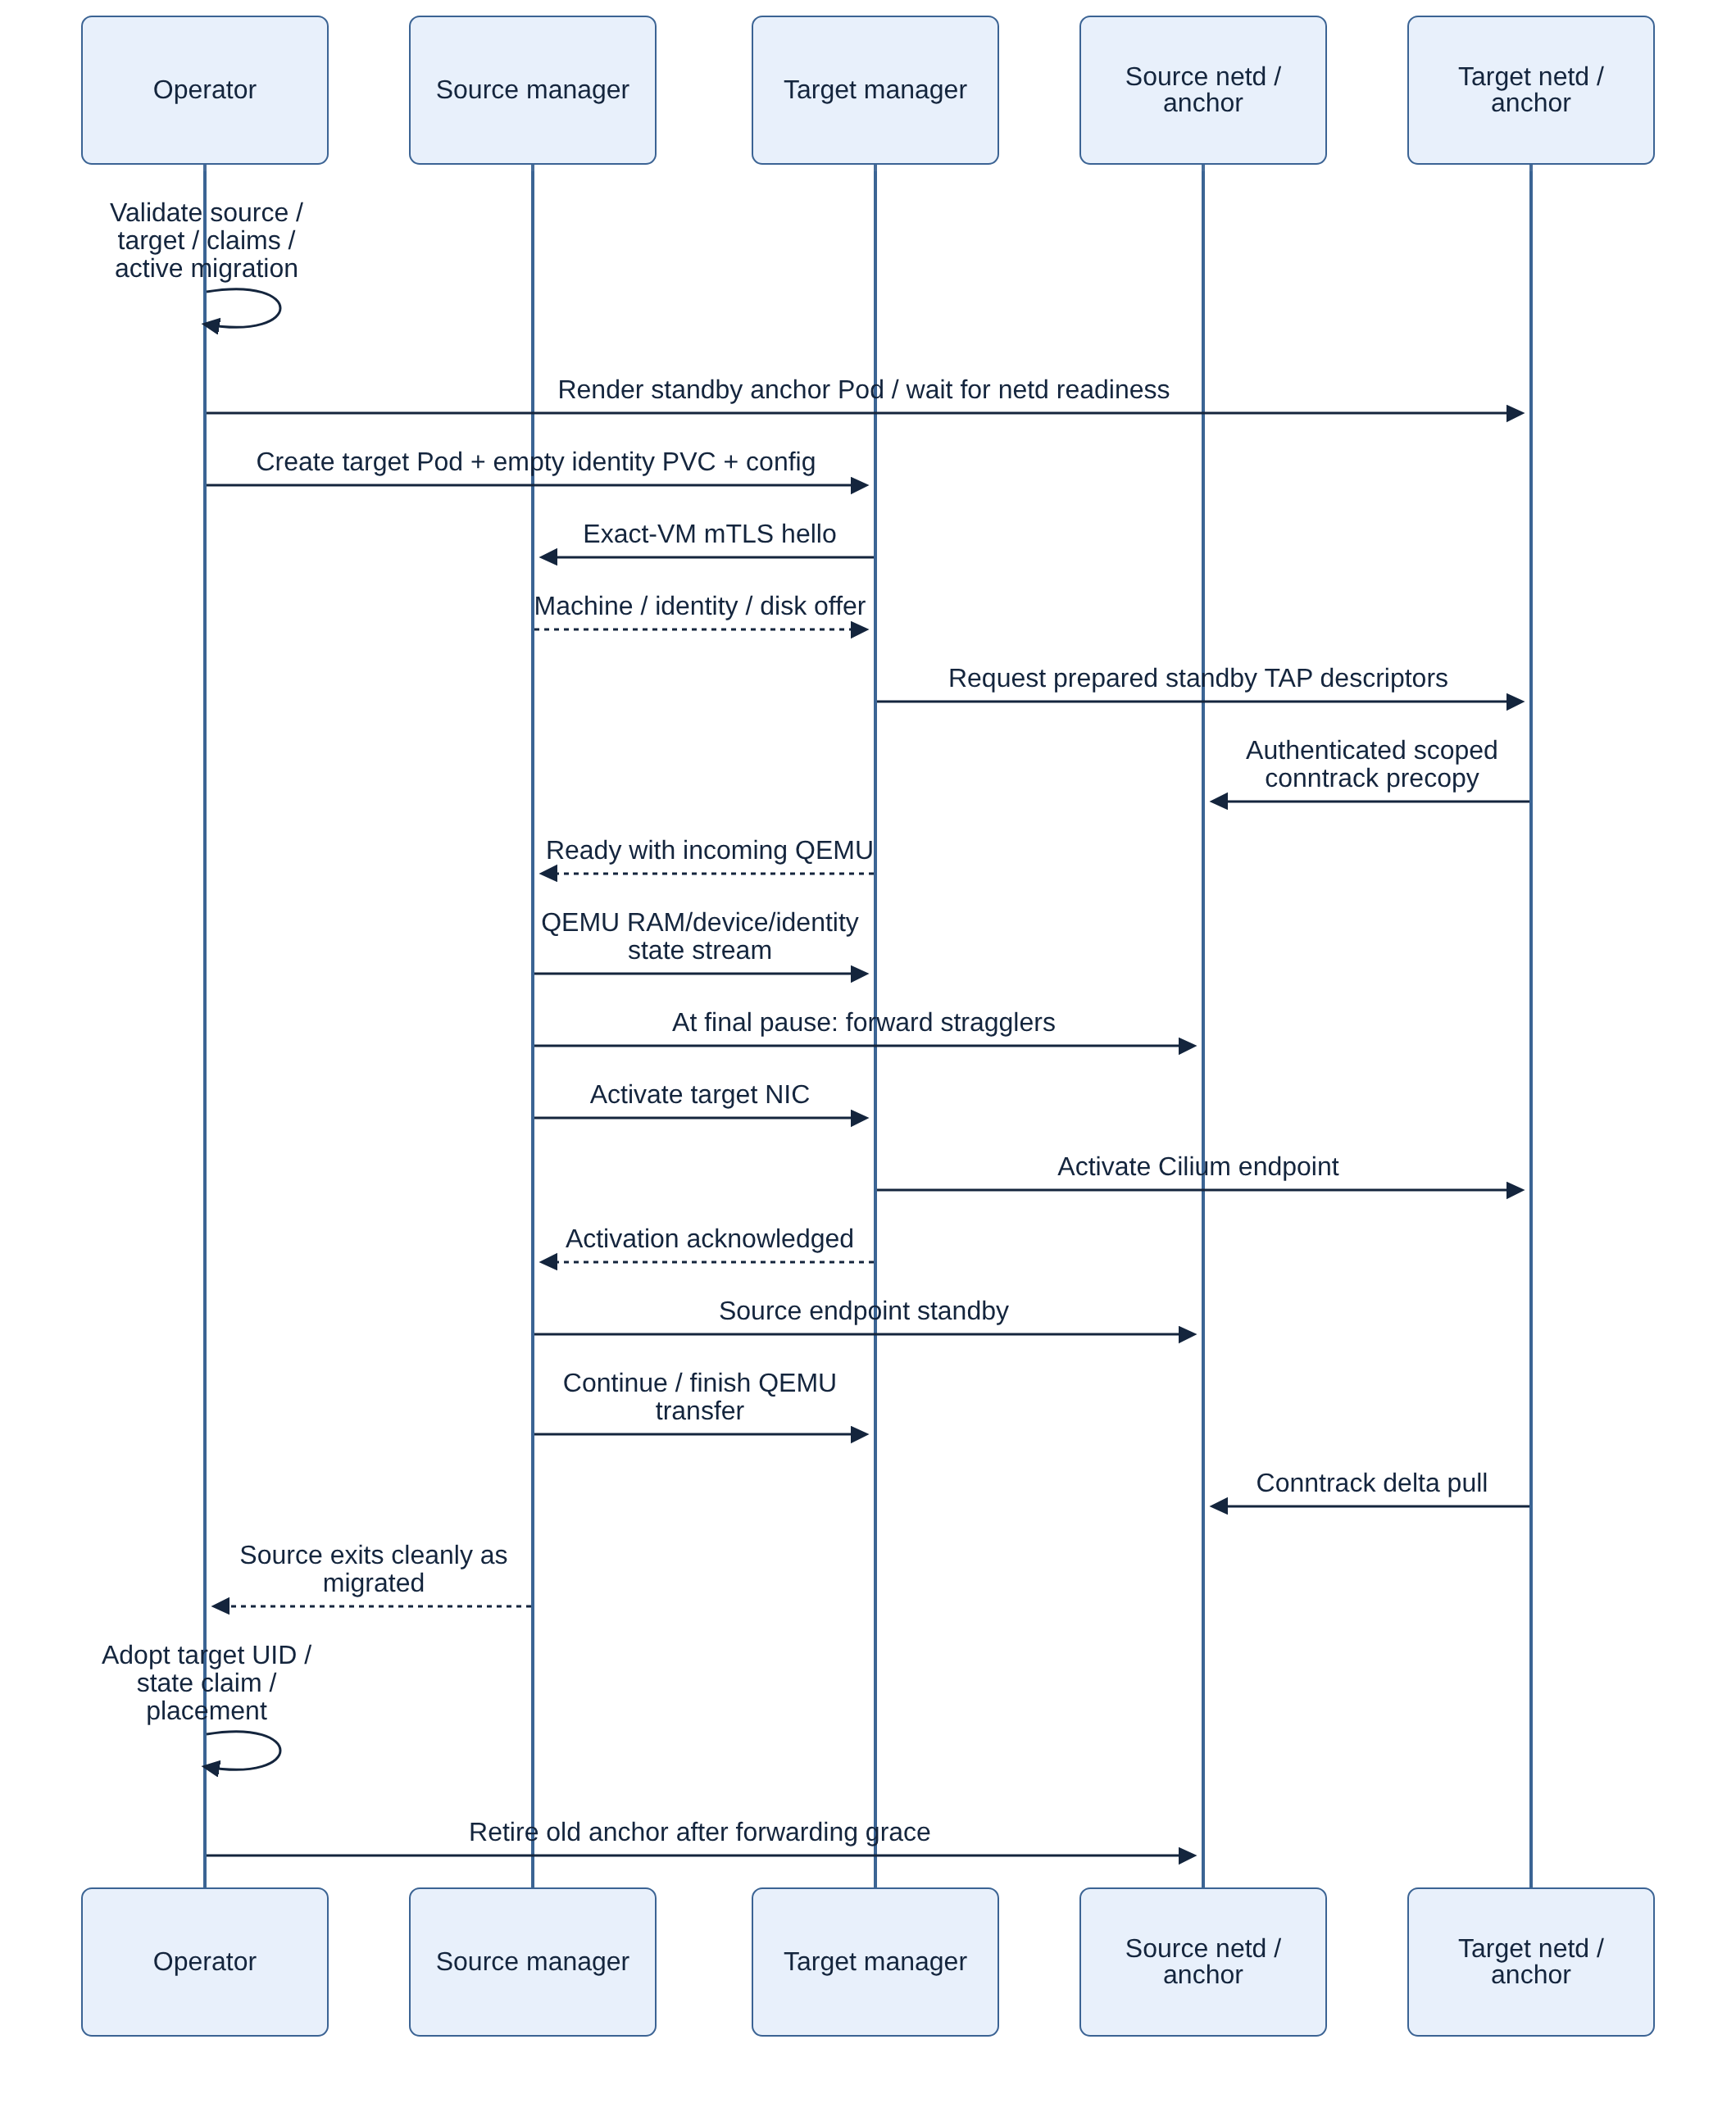 Operator
Source manager
Target manager
Source netd /
anchor
Target netd /
anchor
Validate source /
target / claims /
active migration
Render standby anchor Pod / wait for netd readiness
Create target Pod + empty identity PVC + config
Exact-VM mTLS hello
Machine / identity / disk offer
Request prepared standby TAP descriptors
Authenticated scoped
conntrack precopy
Ready with incoming QEMU
QEMU RAM/device/identity
state stream
At final pause: forward stragglers
Activate target NIC
Activate Cilium endpoint
Activation acknowledged
Source endpoint standby
Continue / finish QEMU
transfer
Conntrack delta pull
Source exits cleanly as
migrated
Adopt target UID /
state claim /
placement
Retire old anchor after forwarding grace
Operator
Source manager
Target manager
Source netd /
anchor
Target netd /
anchor